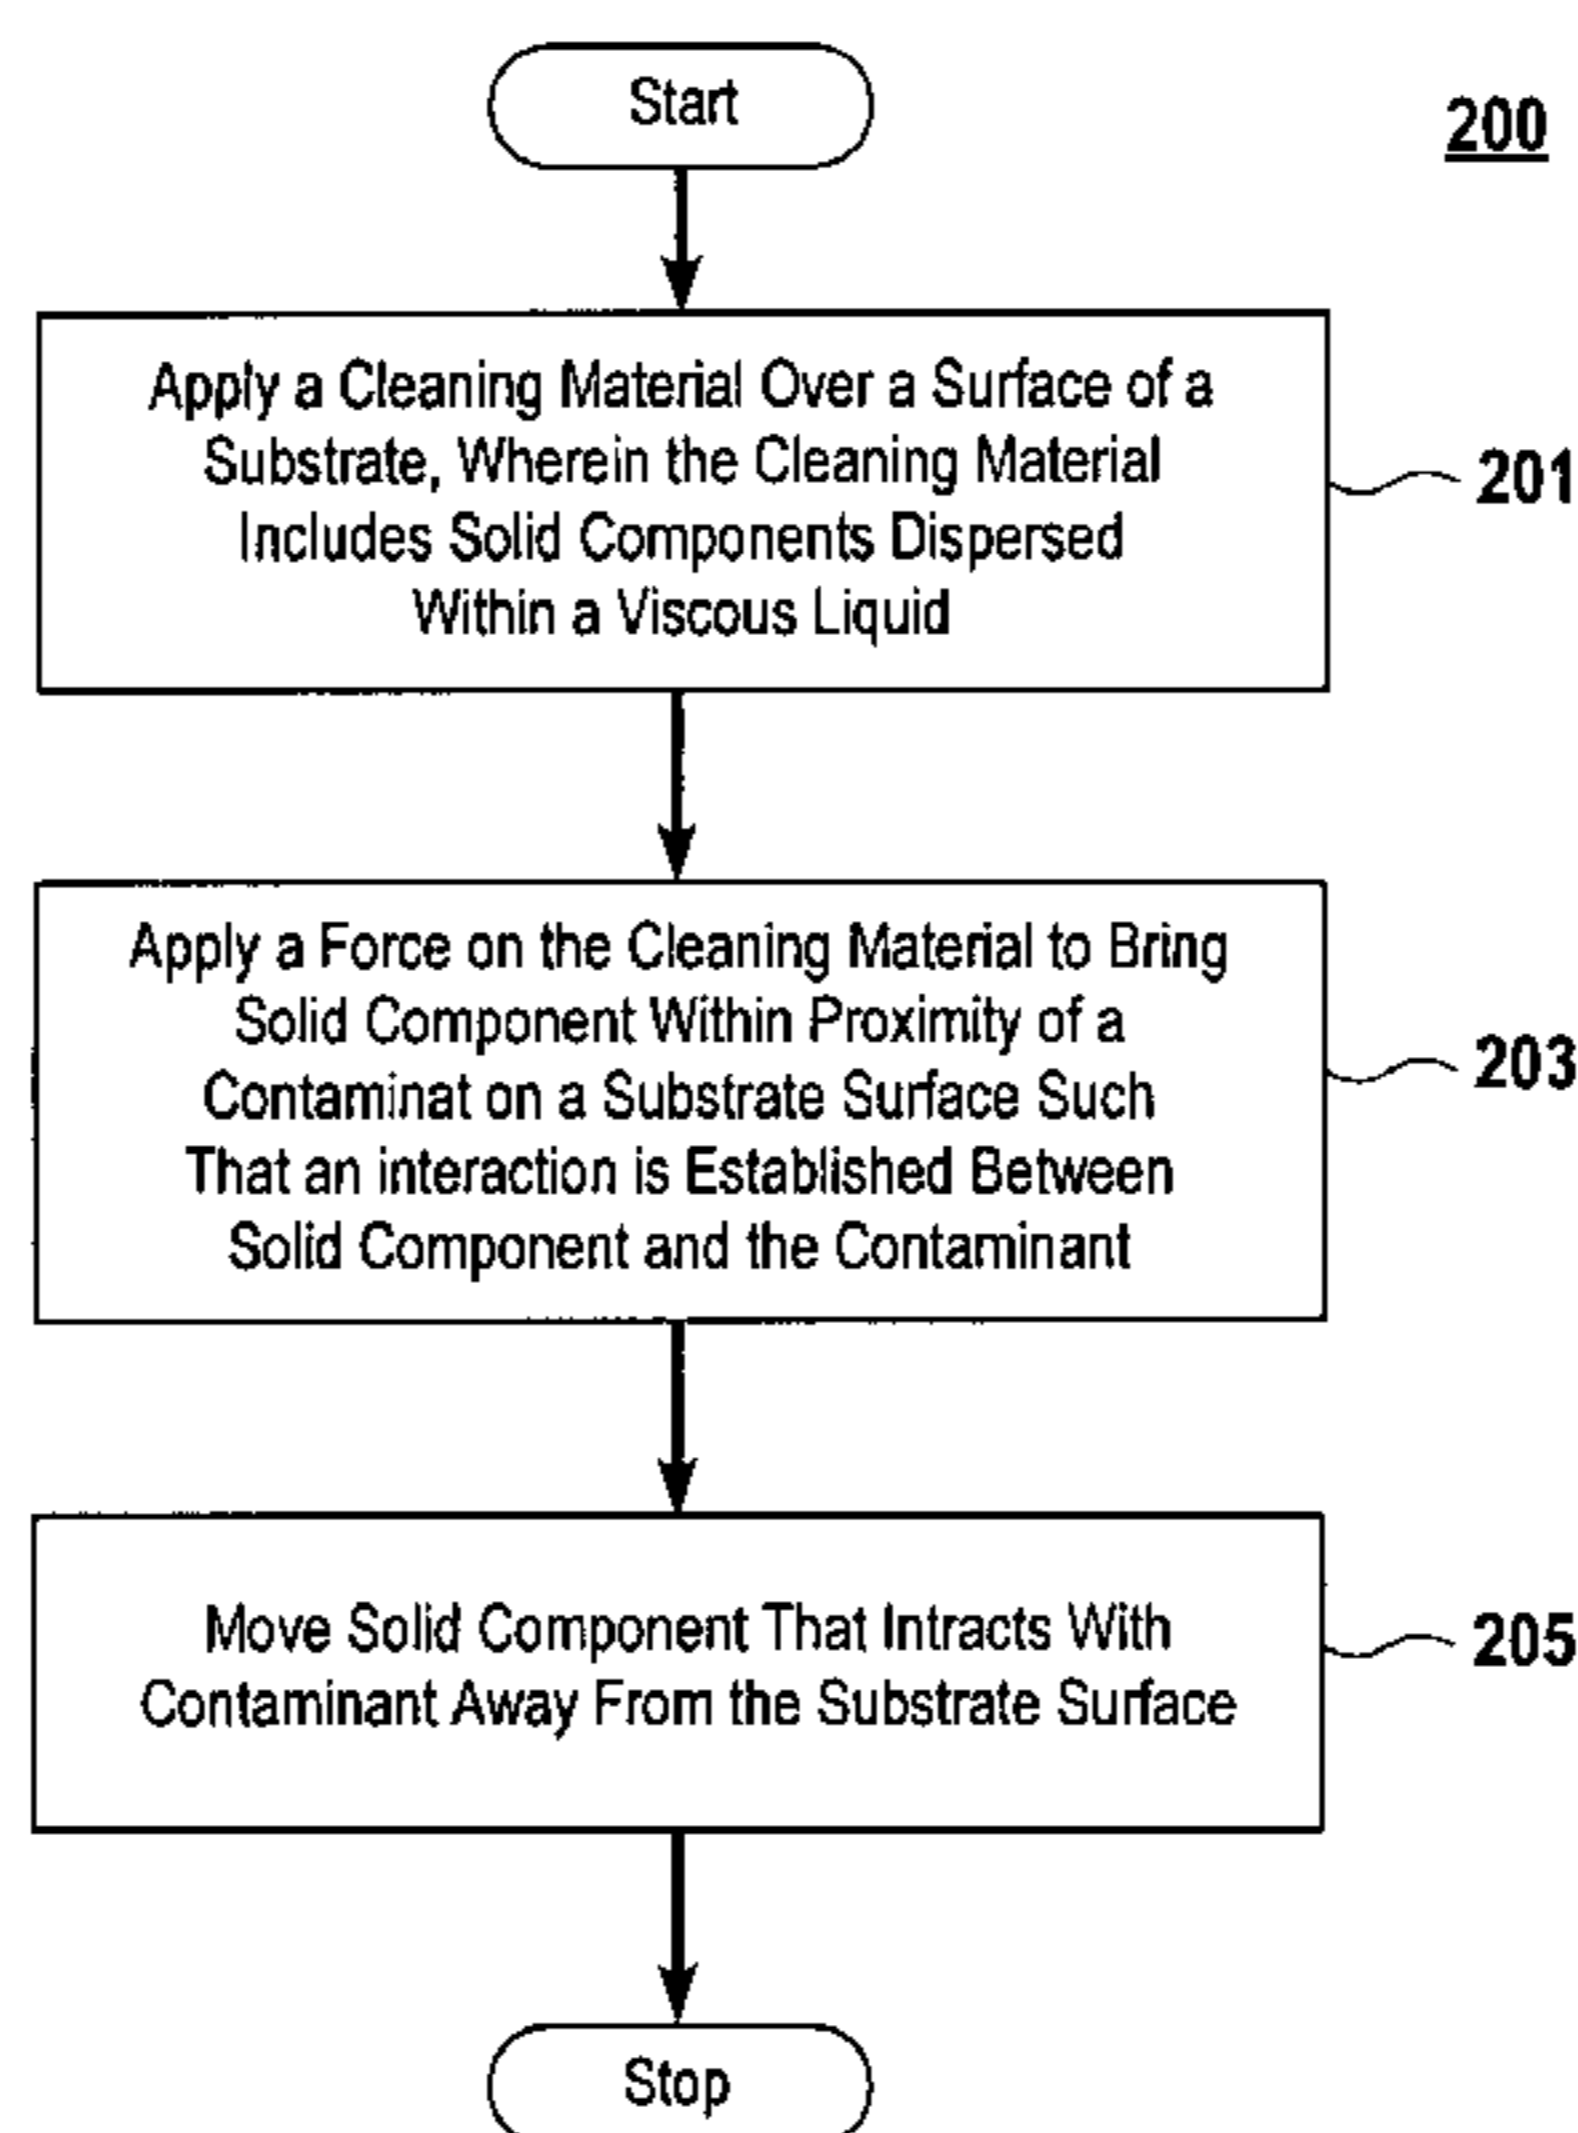 Start
200
Apply a Cleaning Material Over a Surface of a
Substrate, Wherein the Cleaning Material
Includes Solid Components Dispersed
Within a Viscous Liquid
201
Apply a Force on the Cleaning Material to Bring
Solid Component Within Proximity of a
Contaminat on a Substrate Surface Such
That an interaction is Established Between
Solid Component and the Contaminant
203
Move Solid Component That Intracts With
Contaminant Away From the Substrate Surface
205
Stop